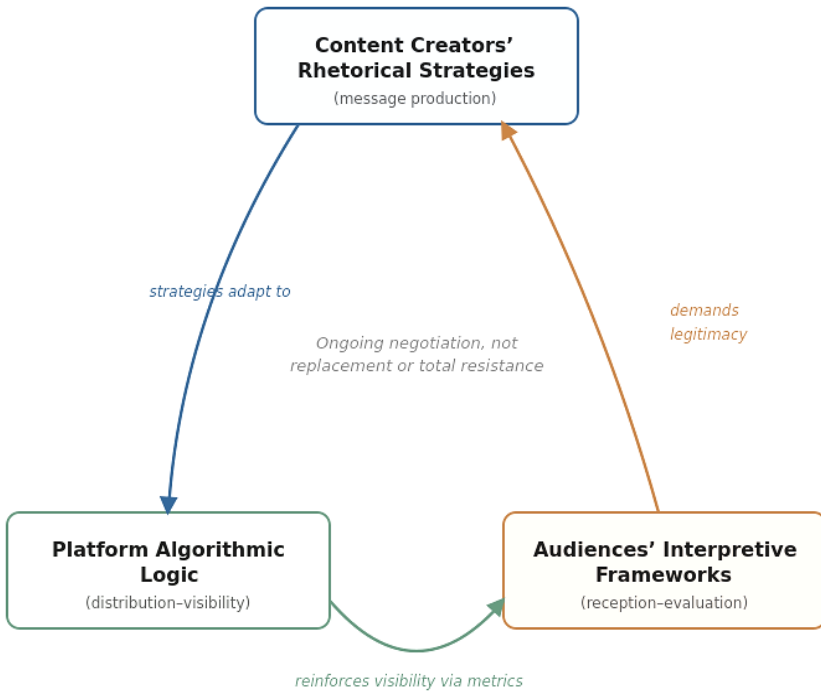 Content Creators’
Rhetorical Strategies
(message production)
strategies adapt to
demands
legitimacy
Ongoing negotiation, not
replacement or total resistance
Platform Algorithmic
Logic
(distribution–visibility)
Audiences’ Interpretive
Frameworks
(reception–evaluation)
reinforces visibility via metrics